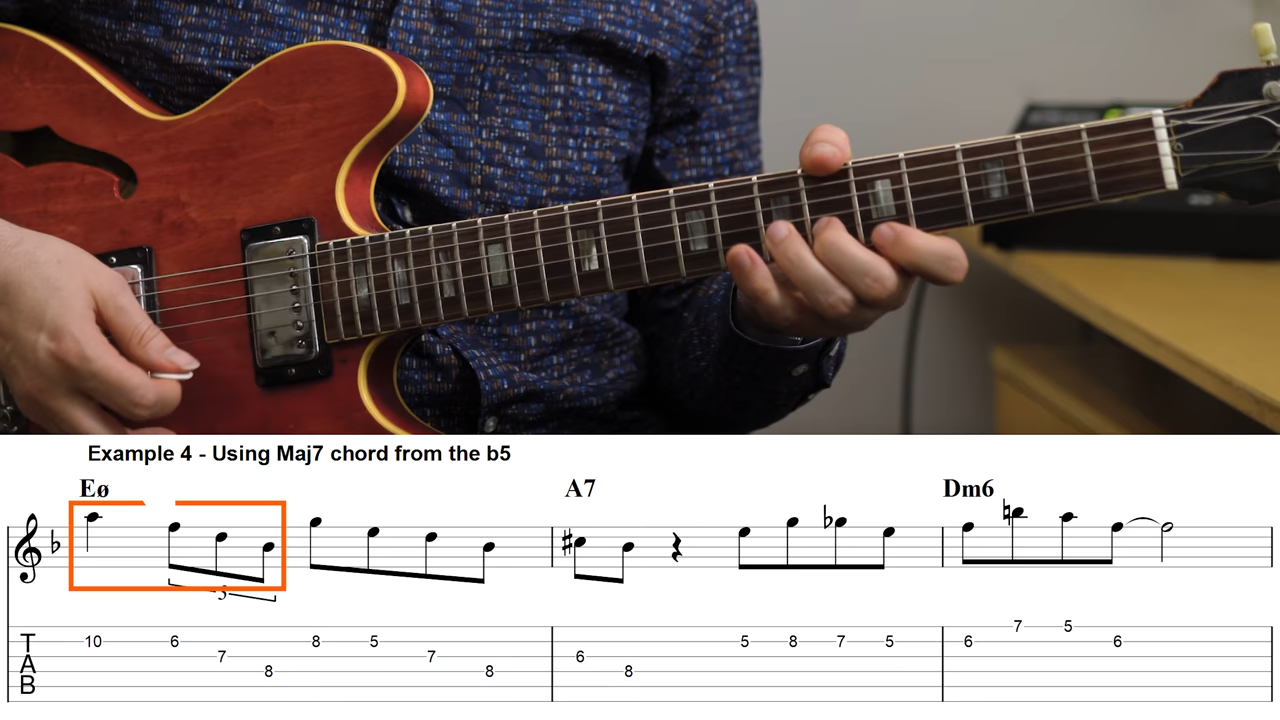 Example 4 - Using Maj7 chord from the b5
Eø A7 Dm6
3
T 10 6 8 5 5 8 7 5 6 7 5 6
A 7 7 6
B 8 8 8